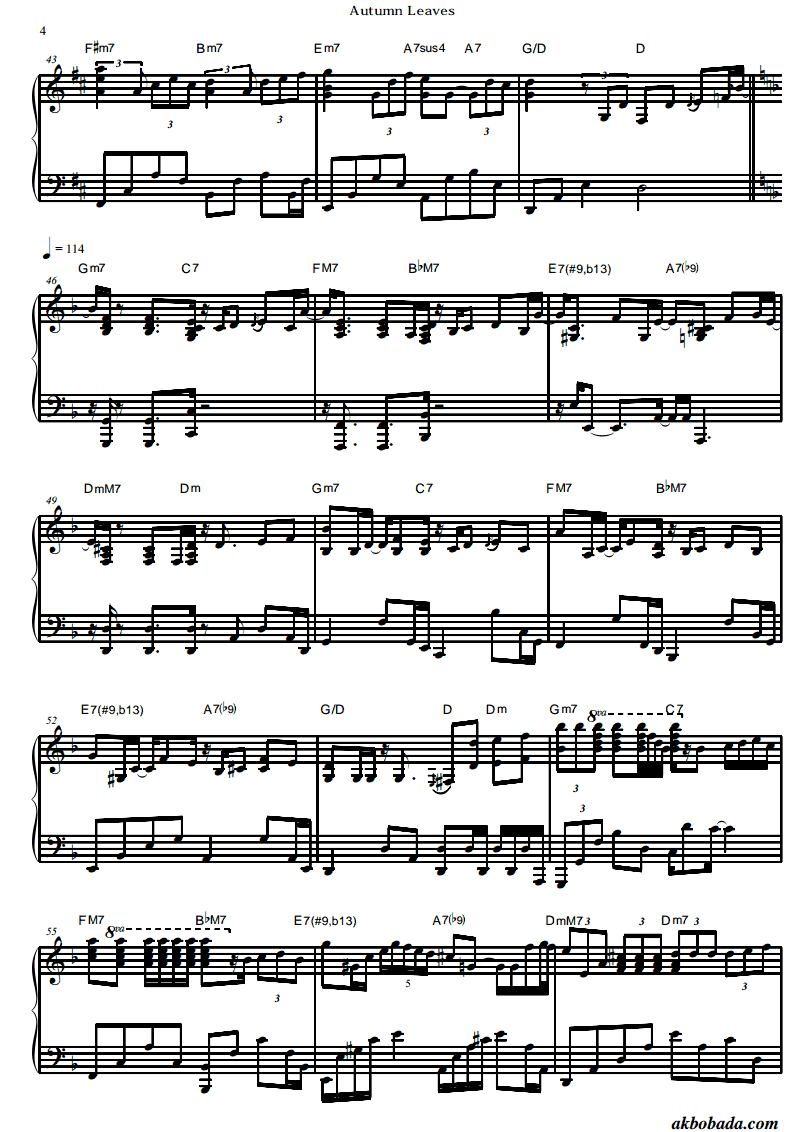 Autumn Leaves
4
F#m7 Bm7 Em7 A7sus4 A7 G/D D
43 3 3 3
3 3 3 3
♩ = 114
Gm7 C7 FM7 B♭M7 E7(#9,b13) A7(♭9)
46
DmM7 Dm Gm7 C7 FM7 B♭M7
49
E7(#9,b13) A7(♭9) G/D D Dm Gm7 C7
52 8va
3
3
FM7 B♭M7 E7(#9,b13) A7(♭9) DmM7 Dm7
55 8va 3 3 3
3 5 3
akbobada.com